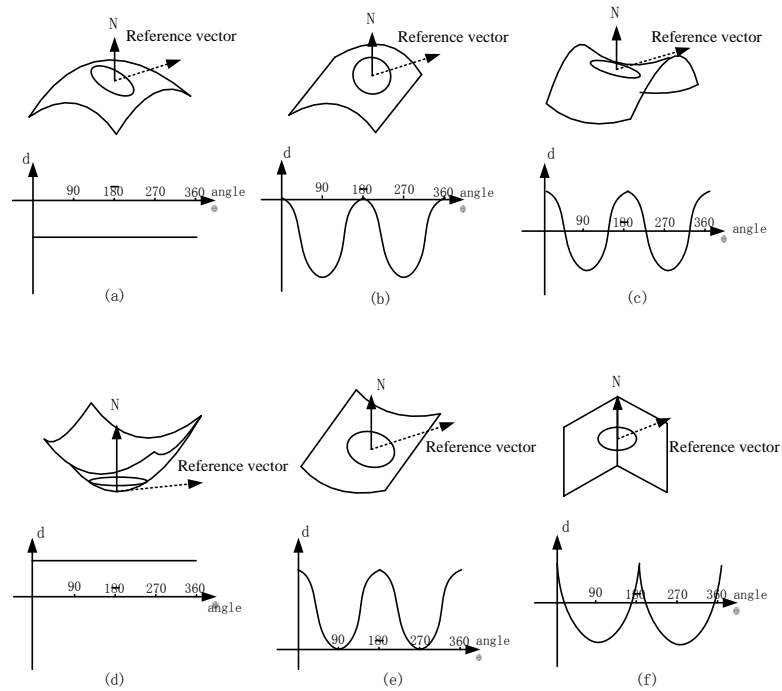 N
Reference vector
N
Reference vector
N
Reference vector
d
90 180 270 360 angle
(a)
d
90 180 270 360 angle
(b)
d
90 180 270 360 angle
(c)
N
Reference vector
N
Reference vector
N
Reference vector
d
90 180 270 360
angle
(d)
d
90 180 270 360 angle
(e)
d
90 180 270 360 angle
(f)